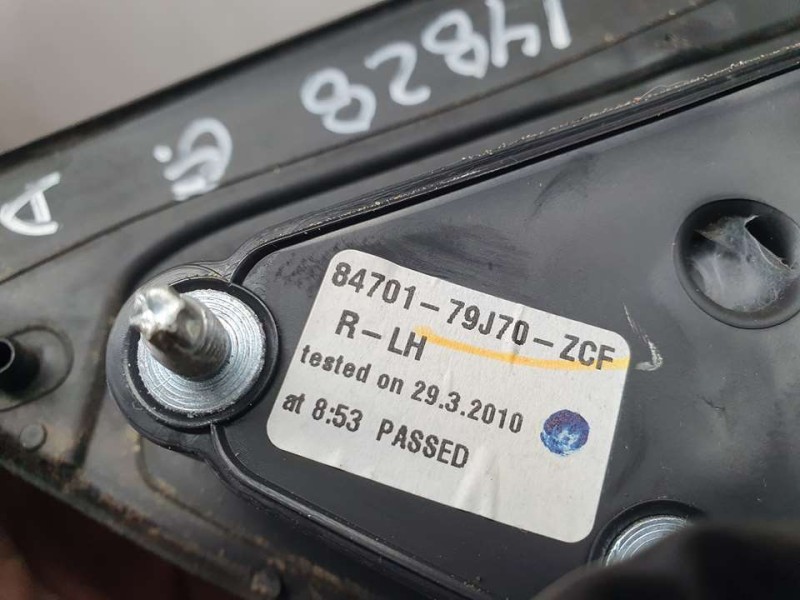 14828
G.
A
84701-79J70-ZCF
R-LH
tested on 29.3.2010
at 8:53 PASSED